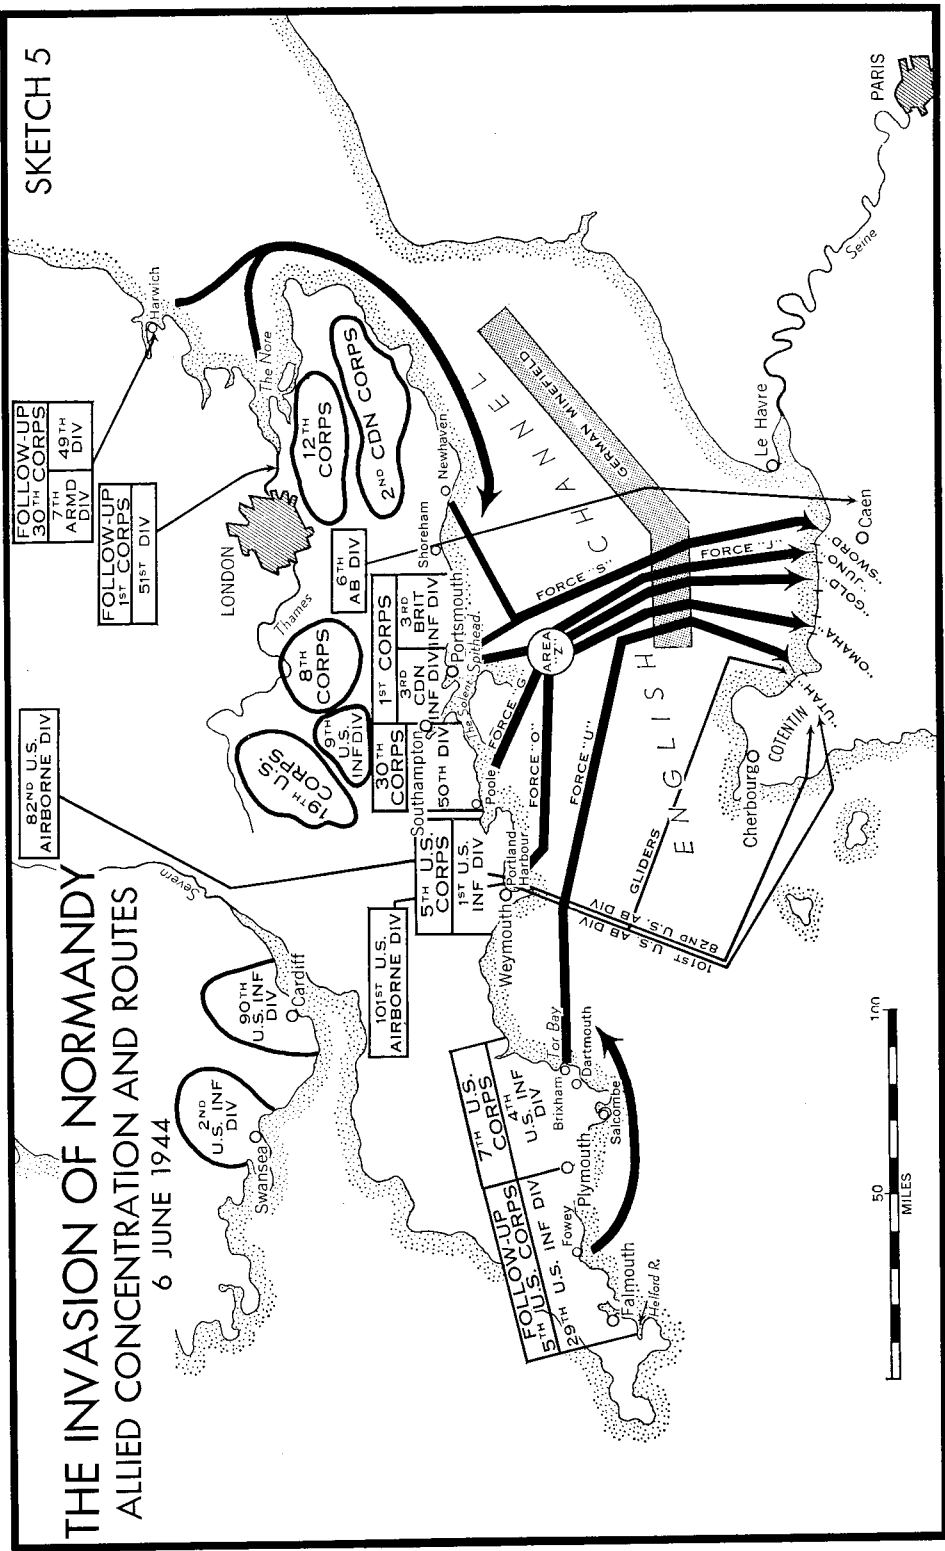 THE INVASION OF NORMANDY
ALLIED CONCENTRATION AND ROUTES
6 JUNE 1944
SKETCH 5
82ND U.S.
AIRBORNE DIV
FOLLOW-UP
30TH CORPS
7TH
ARMD
DIV
49TH
DIV
FOLLOW-UP
1ST CORPS
51ST DIV
Harwich
The Nore
LONDON
Thames
12TH
CORPS
2ND CDN CORPS
8TH
CORPS
9TH
U.S.
INF DIV
19TH U.S.
CORPS
Severn
90TH
U.S. INF
DIV
Cardiff
2ND
U.S. INF
DIV
Swansea
6TH
AB DIV
1ST CORPS
3RD
CDN
INF DIV
3RD
BRIT
INF DIV
30TH
CORPS
50TH DIV
5TH U.S.
CORPS
1ST U.S.
INF DIV
101ST U.S.
AIRBORNE DIV
7TH U.S.
CORPS
4TH
U.S. INF
DIV
FOLLOW-UP
5TH U.S. CORPS
29TH U.S. INF DIV
Newhaven
Shoreham
Portsmouth
Spithead
The Solent
Southampton
Poole
Portland
Harbour
Weymouth
Tor Bay
Brixham
Dartmouth
Salcombe
Plymouth
Fowey
Falmouth
Helford R.
AREA
"Z"
FORCE "S"
FORCE "J"
FORCE G
FORCE "O"
FORCE "U"
GERMAN MINEFIELD
ENGLISH CHANNEL
GLIDERS
82ND U.S. AB DIV
101ST U.S. AB DIV
Cherbourg
COTENTIN
"UTAH"
"OMAHA"
"GOLD"
"JUNO"
"SWORD"
Caen
Le Havre
Seine
PARIS
50
100
MILES